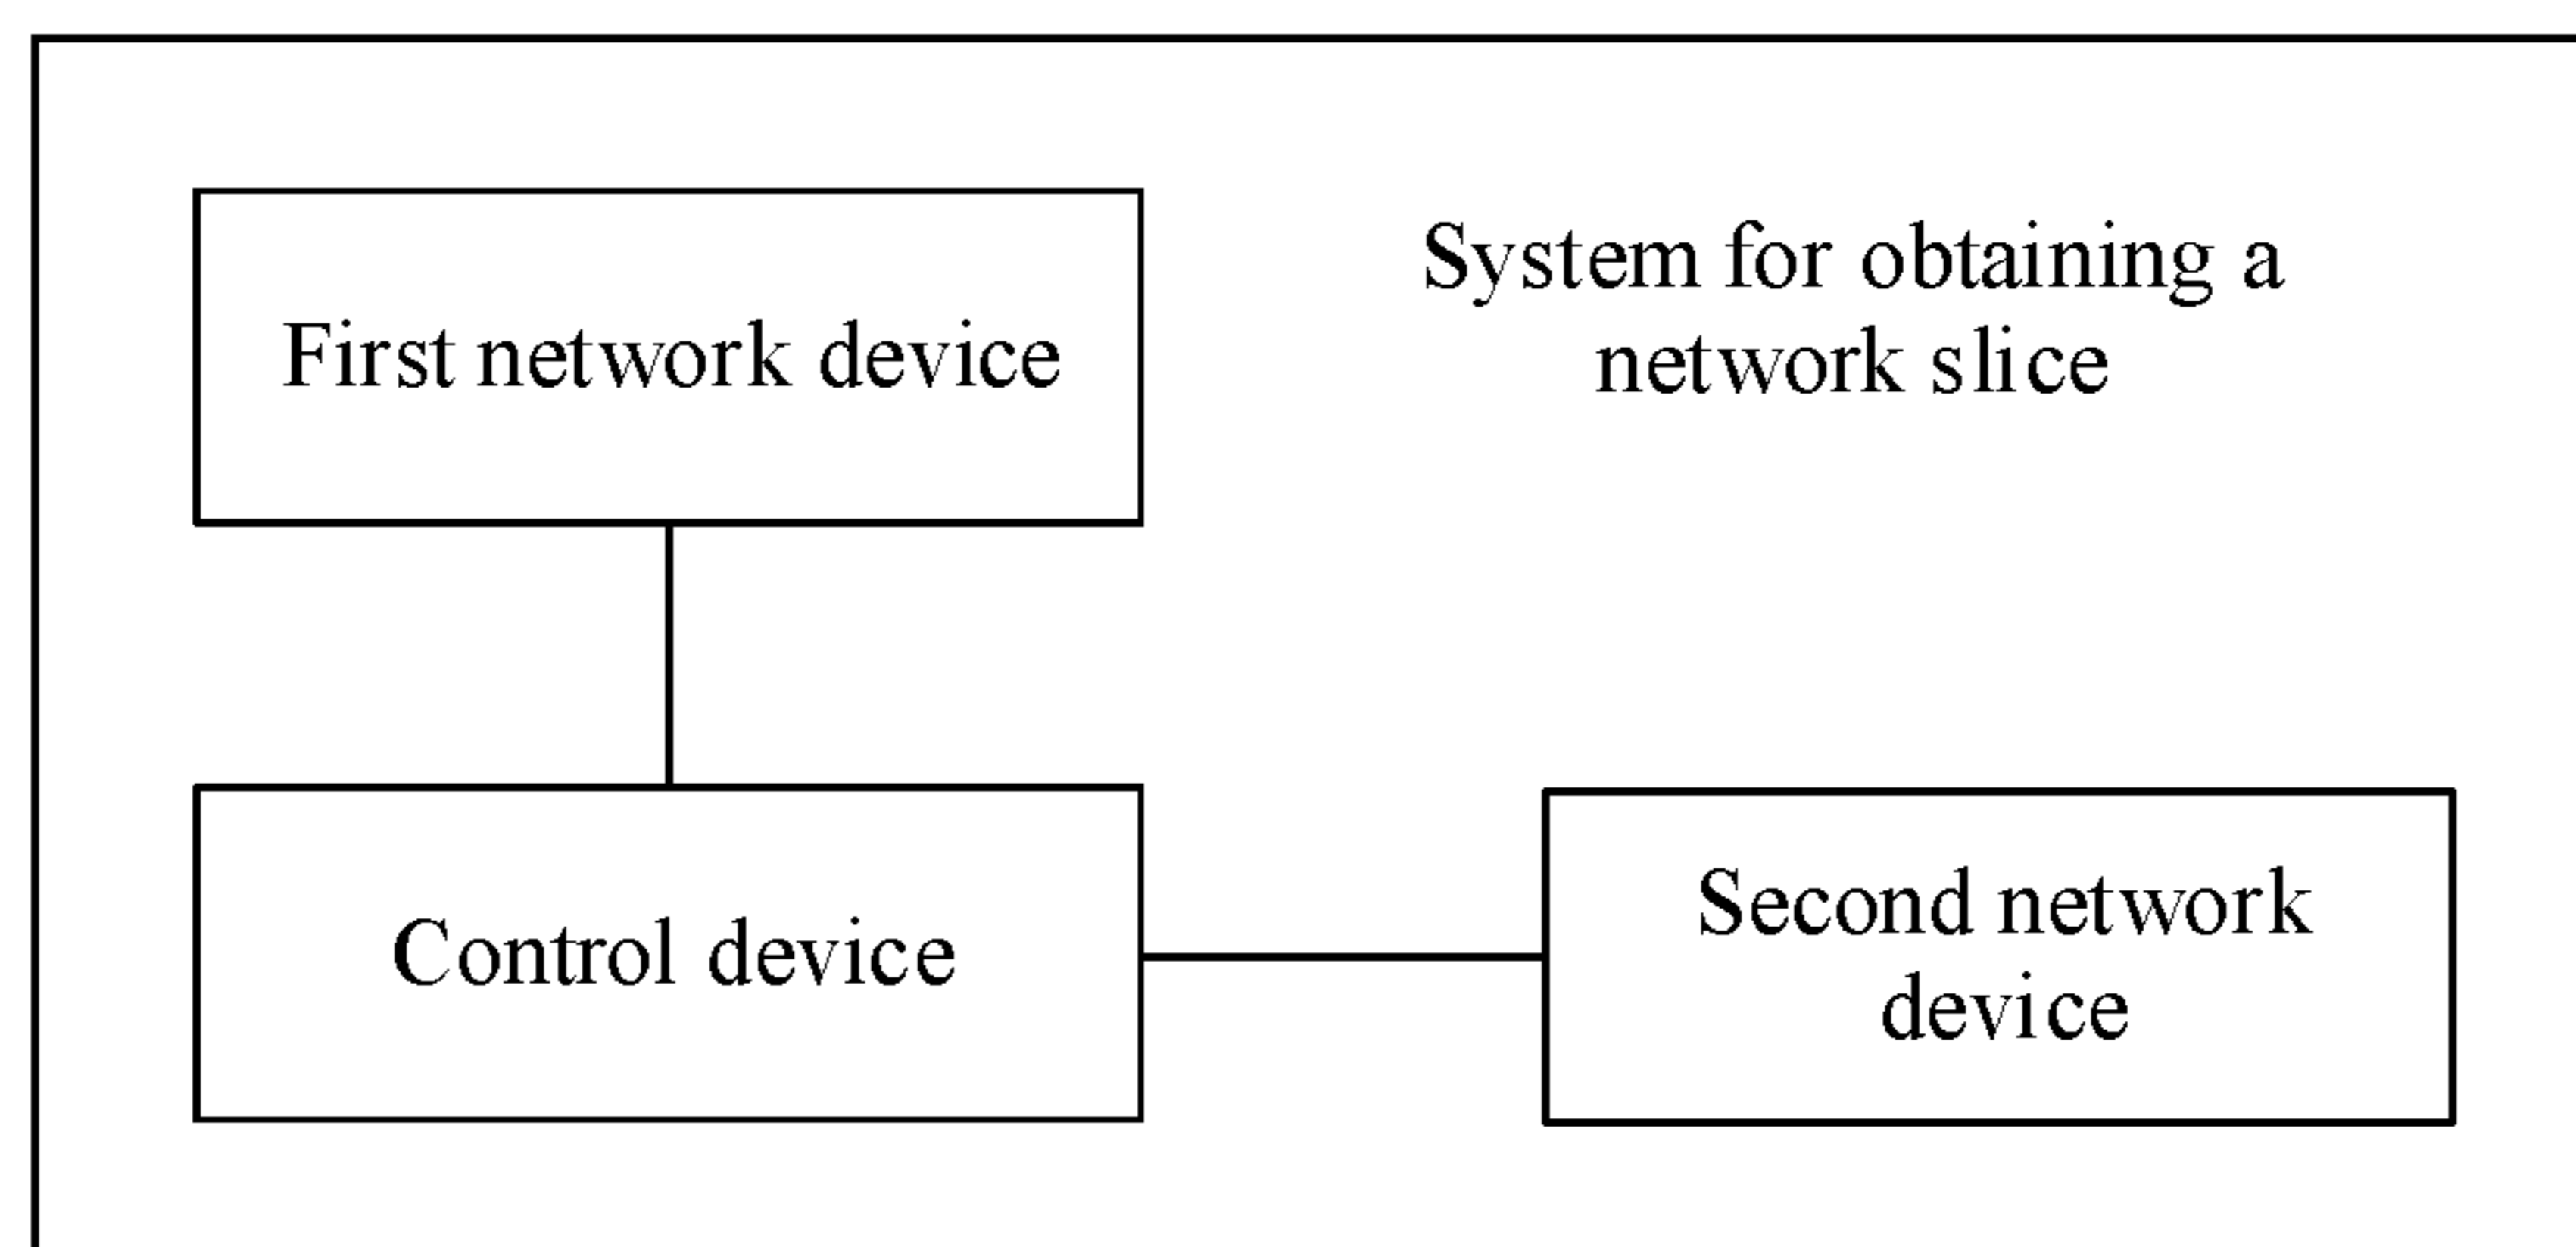 First network device
System for obtaining a
network slice
Control device
Second network
device